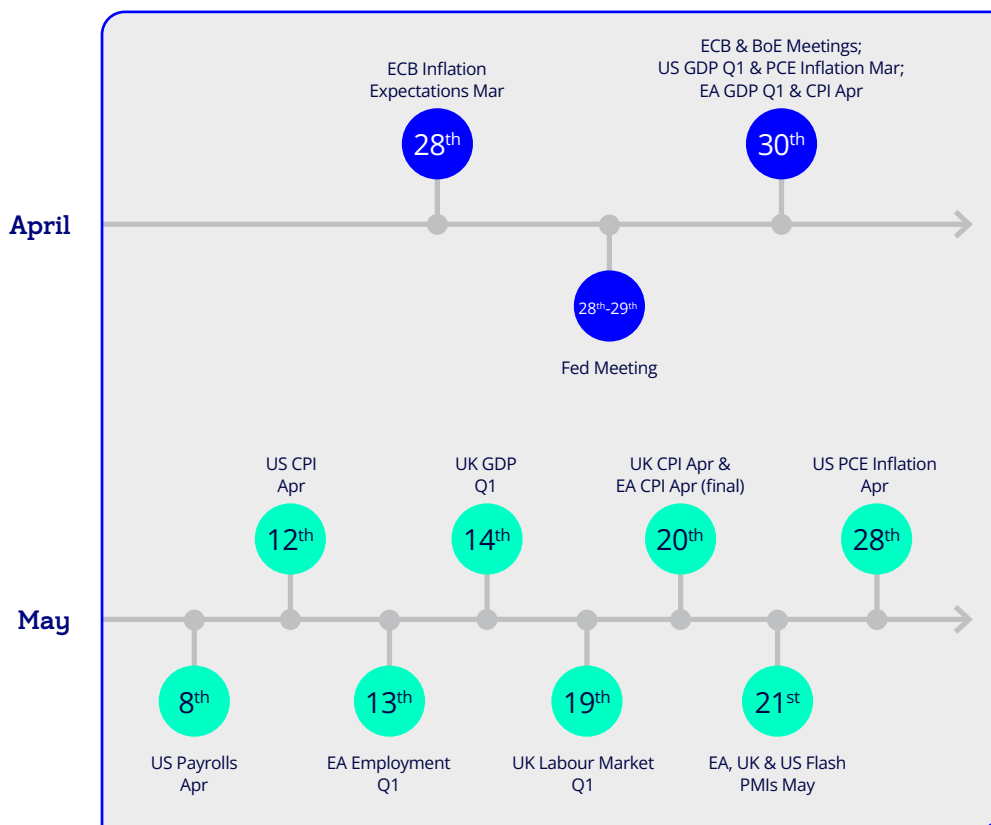 ECB Inflation
Expectations Mar
28th
ECB & BoE Meetings;
US GDP Q1 & PCE Inflation Mar;
EA GDP Q1 & CPI Apr
30th
April
28th-29th
Fed Meeting
US CPI
Apr
12th
UK GDP
Q1
14th
UK CPI Apr &
EA CPI Apr (final)
20th
US PCE Inflation
Apr
28th
May
8th
US Payrolls
Apr
13th
EA Employment
Q1
19th
UK Labour Market
Q1
21st
EA, UK & US Flash
PMIs May